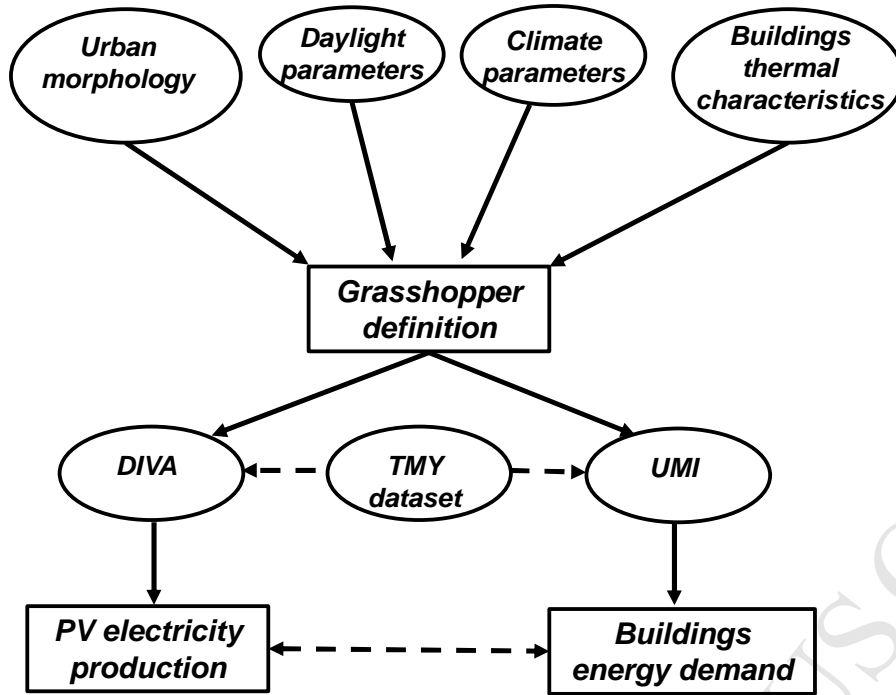 Urban
morphology
Daylight
parameters
Climate
parameters
Buildings
thermal
characteristics
Grasshopper
definition
DIVA
TMY
dataset
UMI
PV electricity
production
Buildings
energy demand